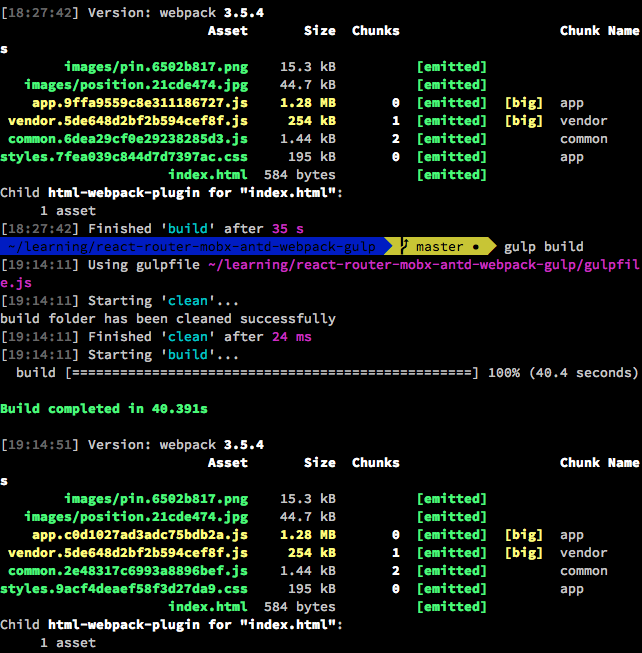 [18:27:42] Version: webpack 3.5.4
Asset Size Chunks Chunk Name
s
images/pin.6502b817.png 15.3 kB [emitted]
images/position.21cde474.jpg 44.7 kB [emitted]
app.9ffa9559c8e311186727.js 1.28 MB 0 [emitted] [big] app
vendor.5de648d2bf2b594cef8f.js 254 kB 1 [emitted] [big] vendor
common.6dea29cf0e29238285d3.js 1.44 kB 2 [emitted] common
styles.7fea039c844d7d7397ac.css 195 kB 0 [emitted] app
index.html 584 bytes [emitted]
Child html-webpack-plugin for "index.html":
1 asset
[18:27:42] Finished 'build' after 35 s
~/learning/react-router-mobx-antd-webpack-gulp master • gulp build
[19:14:11] Using gulpfile ~/learning/react-router-mobx-antd-webpack-gulp/gulpfil
e.js
[19:14:11] Starting 'clean'...
build folder has been cleaned successfully
[19:14:11] Finished 'clean' after 24 ms
[19:14:11] Starting 'build'...
build [==================================================] 100% (40.4 seconds)
Build completed in 40.391s
[19:14:51] Version: webpack 3.5.4
Asset Size Chunks Chunk Name
s
images/pin.6502b817.png 15.3 kB [emitted]
images/position.21cde474.jpg 44.7 kB [emitted]
app.c0d1027ad3adc75bdb2a.js 1.28 MB 0 [emitted] [big] app
vendor.5de648d2bf2b594cef8f.js 254 kB 1 [emitted] [big] vendor
common.2e48317c6993a8896bef.js 1.44 kB 2 [emitted] common
styles.9acf4deaef58f3d27da9.css 195 kB 0 [emitted] app
index.html 584 bytes [emitted]
Child html-webpack-plugin for "index.html":
1 asset